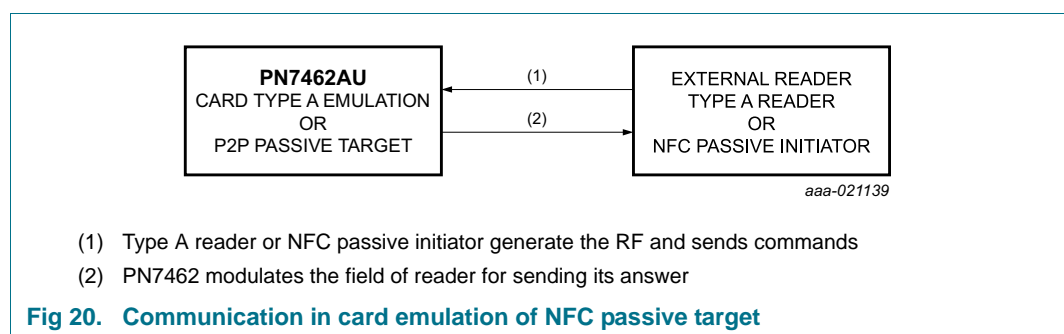 PN7462AU
CARD TYPE A EMULATION
OR
P2P PASSIVE TARGET
(1)
(2)
EXTERNAL READER
TYPE A READER
OR
NFC PASSIVE INITIATOR
aaa-021139
(1) Type A reader or NFC passive initiator generate the RF and sends commands
(2) PN7462 modulates the field of reader for sending its answer
Fig 20. Communication in card emulation of NFC passive target